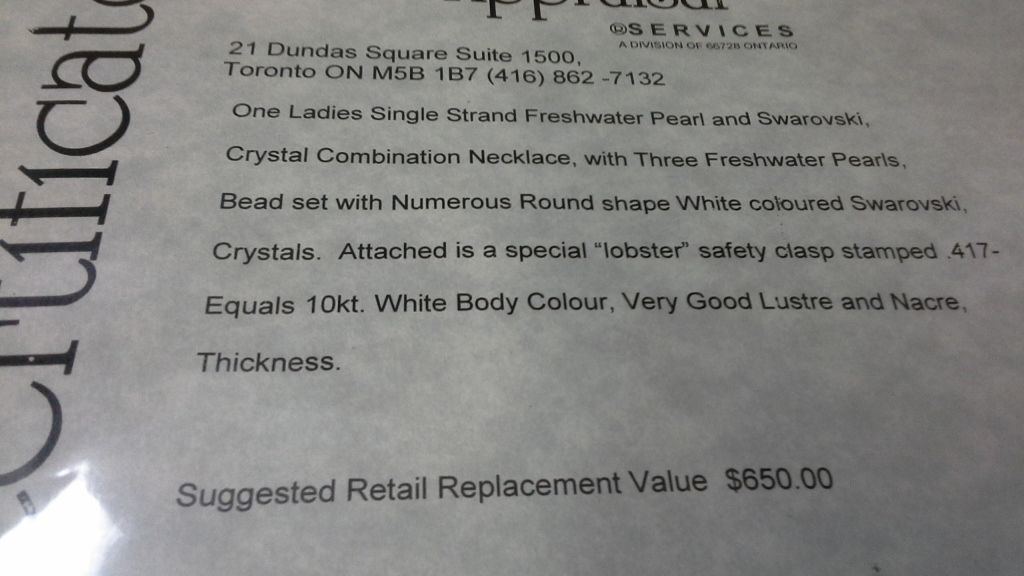 Appraisal
® SERVICES
A DIVISION OF 66728 ONTARIO
21 Dundas Square Suite 1500,
Toronto ON M5B 1B7 (416) 862 -7132
One Ladies Single Strand Freshwater Pearl and Swarovski,
Crystal Combination Necklace, with Three Freshwater Pearls,
Bead set with Numerous Round shape White coloured Swarovski,
Crystals. Attached is a special “lobster” safety clasp stamped .417-
Equals 10kt. White Body Colour, Very Good Lustre and Nacre,
Thickness.
Suggested Retail Replacement Value $650.00
Certificate